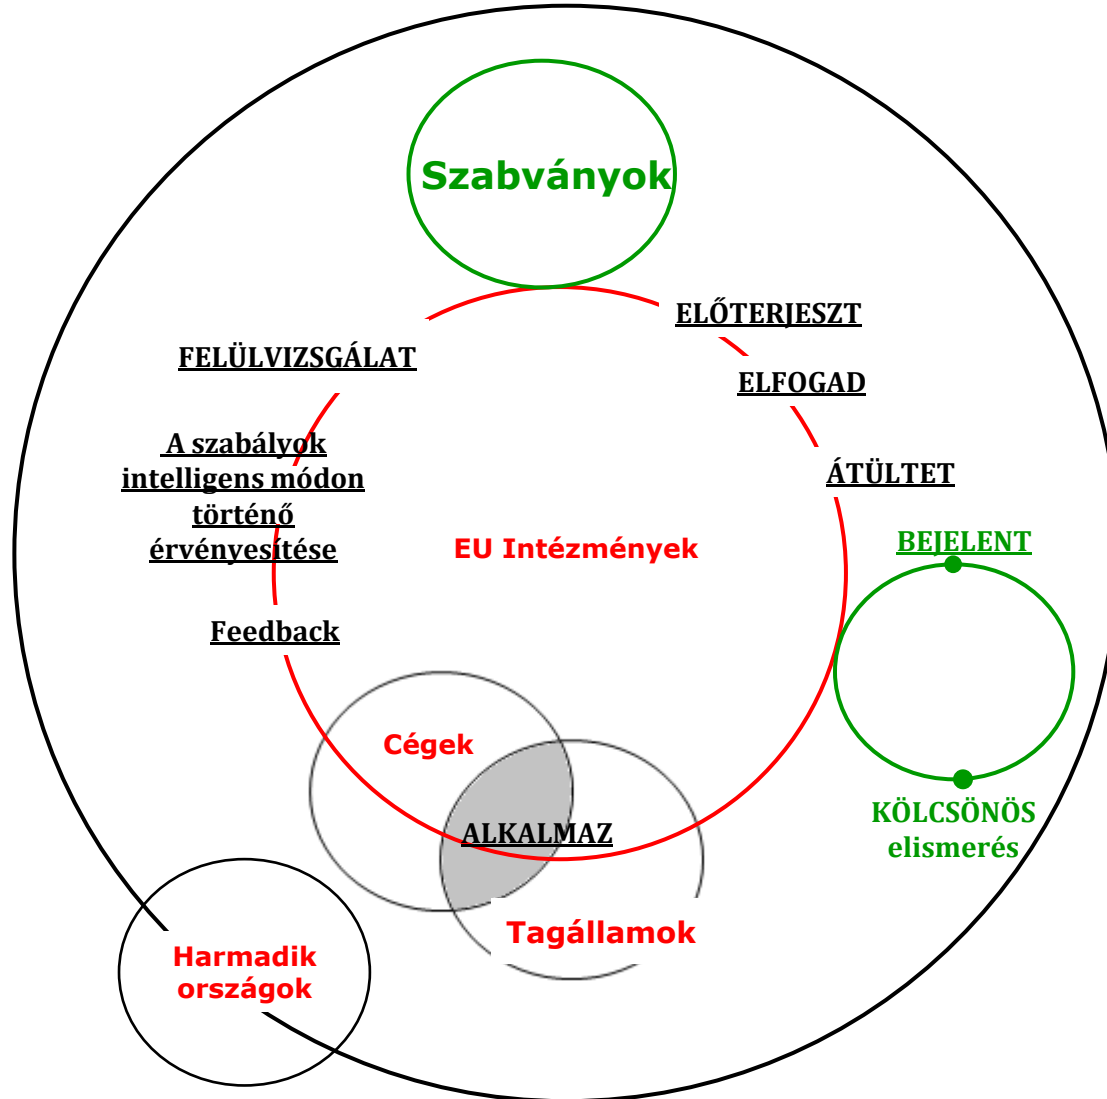 Szabványok
ELŐTERJESZT
FELÜLVIZSGÁLAT
ELFOGAD
A szabályok
intelligens módon
történő
érvényesítése
ÁTÜLTET
EU Intézmények
BEJELENT
Feedback
Cégek
ALKALMAZ
KÖLCSÖNÖS
elismerés
Tagállamok
Harmadik
országok